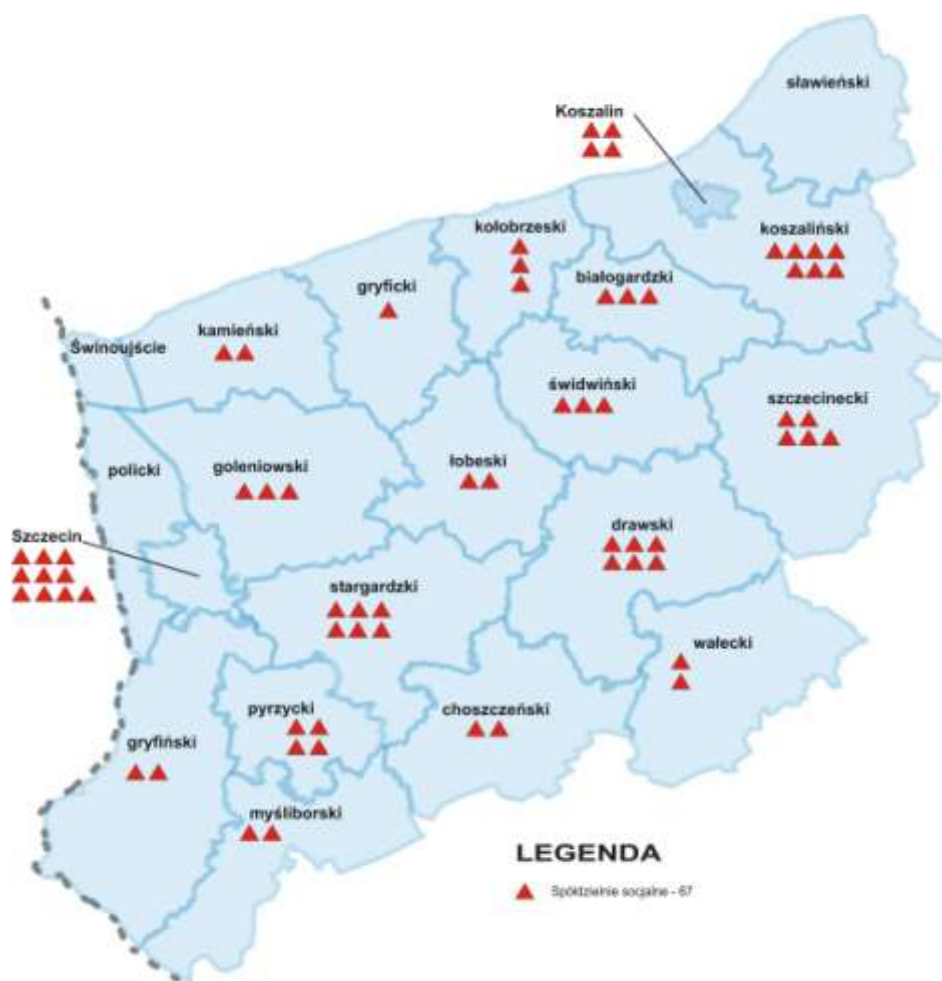 sławieński
Koszalin
koszaliński
kołobrzeski
białogardzki
gryficki
kamieński
Świnoujście
świdwiński
szczecinecki
łobeski
goleniowski
policki
drawski
Szczecin
stargardzki
wałecki
choszczeński
pyrzycki
gryfiński
myśliborski
LEGENDA
Spółdzielnie socjalne - 67